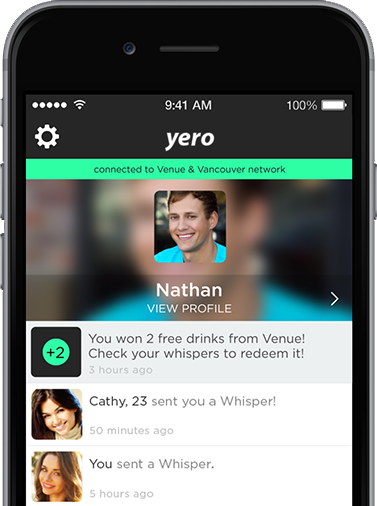 9:41 AM
100%
yero
connected to Venue & Vancouver network
Nathan
VIEW PROFILE
+2
You won 2 free drinks from Venue!
Check your whispers to redeem it!
3 hours ago
Cathy, 23 sent you a Whisper!
50 minutes ago
You sent a Whisper.
5 hours ago